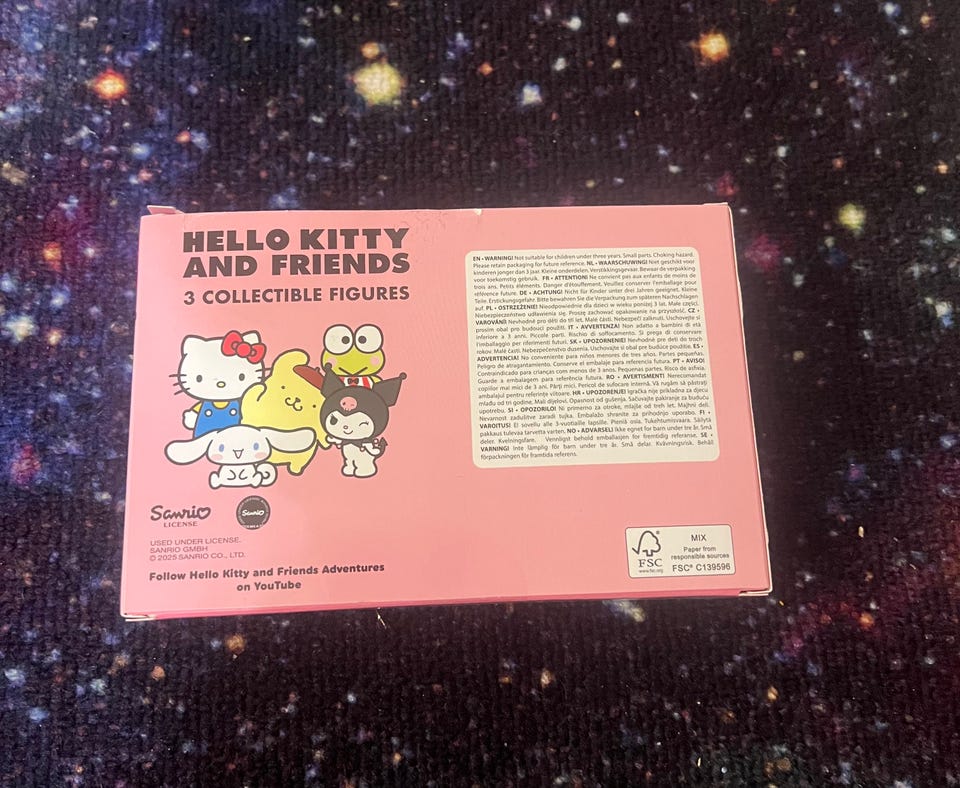 HELLO KITTY
AND FRIENDS
3 COLLECTIBLE FIGURES
Sanrio
LICENSE
Sanrio
USED UNDER LICENSE.
SANRIO GMBH
© 2025 SANRIO CO., LTD.
Follow Hello Kitty and Friends Adventures
on YouTube
EN • WARNING! Not suitable for children under three years. Small parts. Choking hazard.
Please retain packaging for future reference. NL • WAARSCHUWING! Niet geschikt voor
kinderen jonger dan 3 jaar. Kleine onderdelen. Verstikkingsgevaar. Bewaar de verpakking
voor toekomstig gebruik. FR • ATTENTION! Ne convient pas aux enfants de moins de
trois ans. Petits éléments. Danger d'étouffement. Veuillez conserver l'emballage pour
référence future. DE • ACHTUNG! Nicht für Kinder unter drei Jahren geeignet. Kleine
Teile. Erstickungsgefahr. Bitte bewahren Sie die Verpackung zum späteren Nachschlagen
auf. PL • OSTRZEŻENIE! Nieodpowiednie dla dzieci w wieku poniżej 3 lat. Małe części.
Niebezpieczeństwo udławienia się. Proszę zachować opakowanie na przyszłość. CZ •
VAROVÁNÍ! Nevhodné pro děti do tří let. Malé části. Nebezpečí zalknutí. Uschovejte si
prosím obal pro budoucí použití. IT • AVVERTENZA! Non adatto a bambini di età
inferiore a 3 anni. Piccole parti. Rischio di soffocamento. Si prega di conservare
l'imballaggio per riferimenti futuri. SK • UPOZORNENIE! Nevhodné pre deti do troch
rokov. Malé časti. Nebezpečenstvo dusenia. Uschovajte si obal pre budúce použitie. ES •
ADVERTENCIA! No conveniente para niños menores de tres años. Partes pequeñas.
Peligro de atragantamiento. Conserve el embalaje para referencia futura. PT • AVISO!
Contraindicado para crianças com menos de 3 anos. Pequenas partes. Risco de asfixia.
Guarde a embalagem para referência futura. RO • AVERTISMENT! Nerecomandat
copiilor mai mici de 3 ani. Părți mici. Pericol de sufocare internă. Vă rugăm să păstrați
ambalajul pentru referințe viitoare. HR • UPOZORENJE! Igračka nije prikladna za djecu
mlađu od tri godine. Mali dijelovi. Opasnost od gušenja. Sačuvajte pakiranje za buduću
upotrebu. SI • OPOZORILO! Ni primerno za otroke, mlajše od treh let. Majhni deli.
Nevarnost zadušitve zaradi tujka. Embalažo shranite za prihodnjo uporabo. FI •
VAROITUS! Ei sovellu alle 3-vuotiaille lapsille. Pieniä osia. Tukehtumisvaara. Säilytä
pakkaus tulevaa tarvetta varten. NO • ADVARSEL! Ikke egnet for barn under tre år. Små
deler. Kvelningsfare. Vennligst behold emballasjen for fremtidig referanse. SE •
VARNING! Inte lämplig för barn under tre år. Små delar. Kvävningsrisk. Behåll
förpackningen för framtida referens.
FSC
www.fsc.org
MIX
Paper from
responsible sources
FSC® C139596